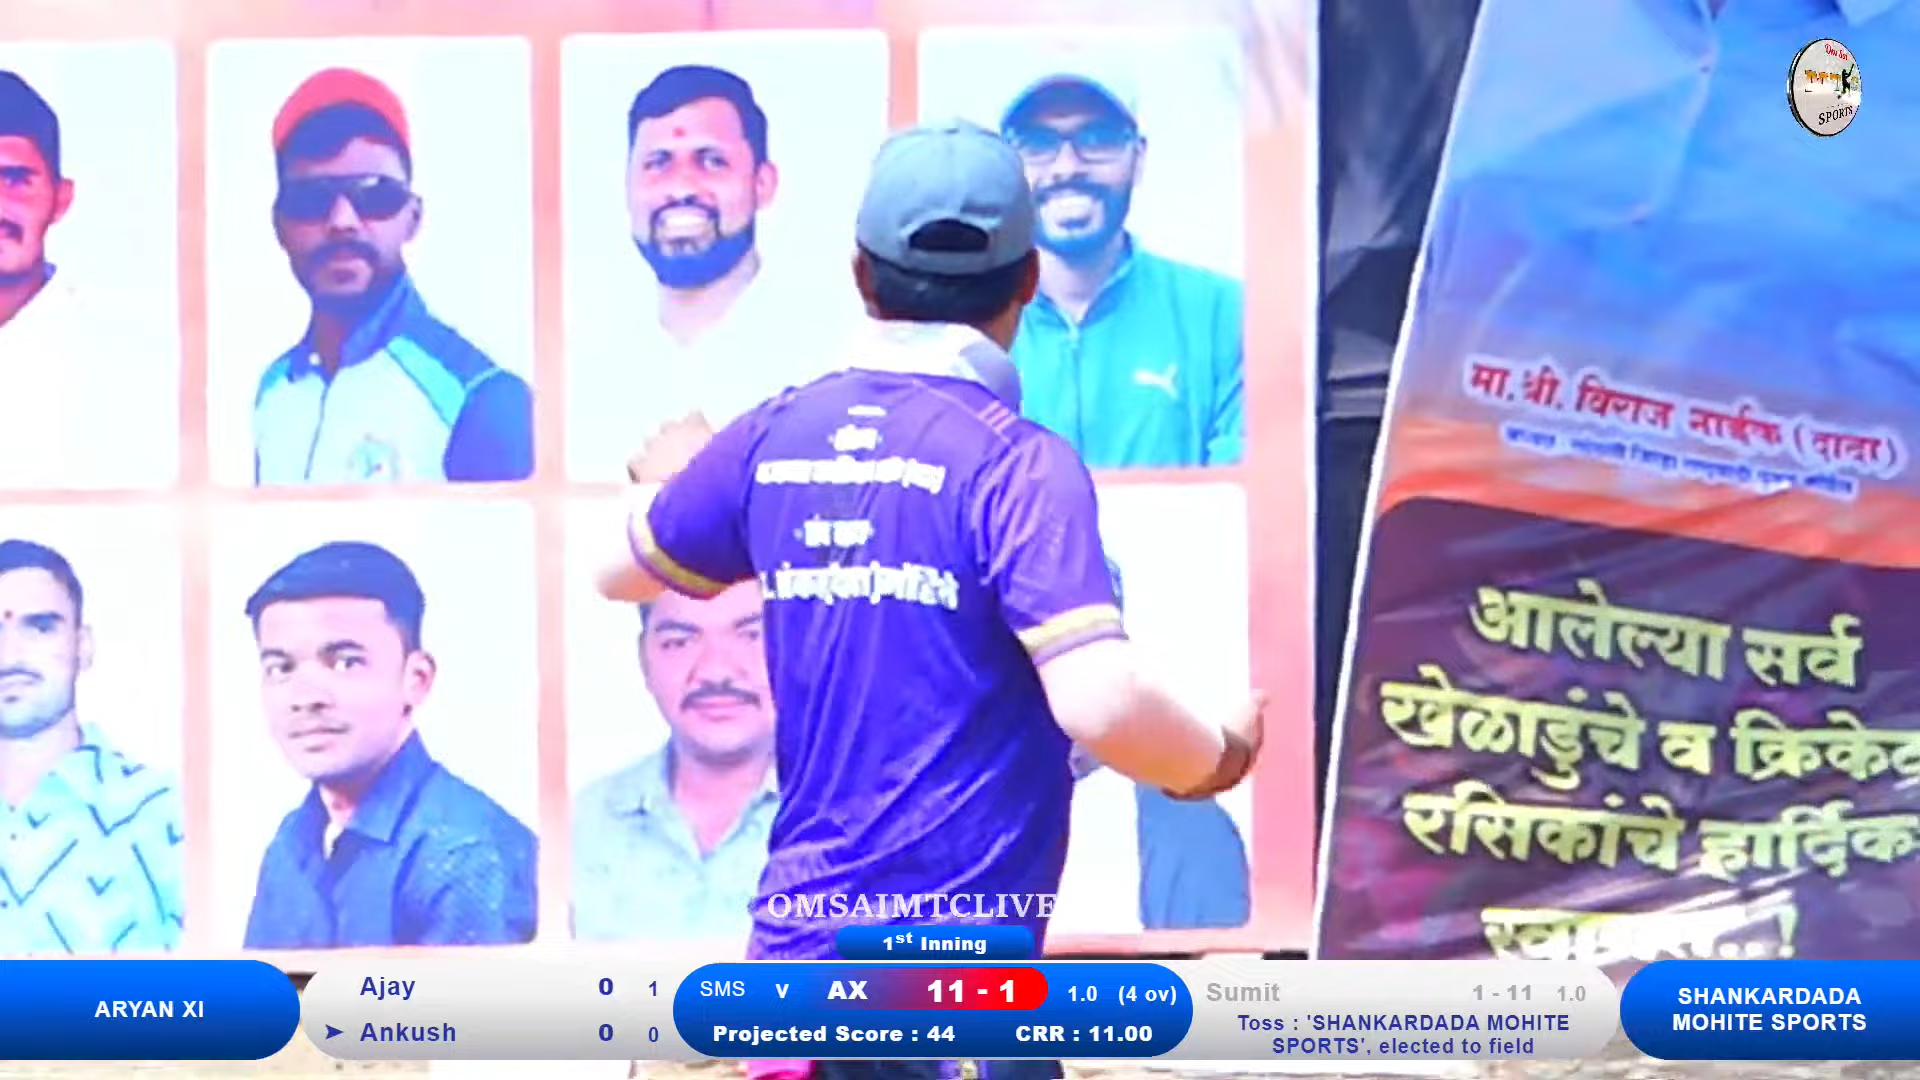 Om Sai
SPORTS
मा. श्री. विराज नाईक (दादा)
आलेल्या सर्व
खेळाडुंचे व क्रिकेट
रसिकांचे हार्दिक
OMSAIMTCLIVE
1st Inning
ARYAN XI
Ajay 0 1
➤ Ankush 0 0
SMS v AX 11 - 1 1.0 (4 ov)
Projected Score : 44 CRR : 11.00
Sumit 1 - 11 1.0
Toss : 'SHANKARDADA MOHITE
SPORTS', elected to field
SHANKARDADA
MOHITE SPORTS